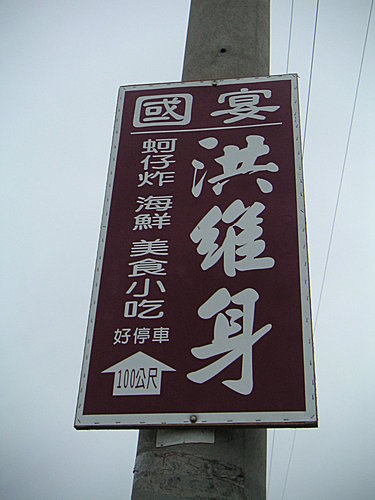 國宴
洪維身
蚵仔炸 海鮮 美食小吃
好停車
100公尺